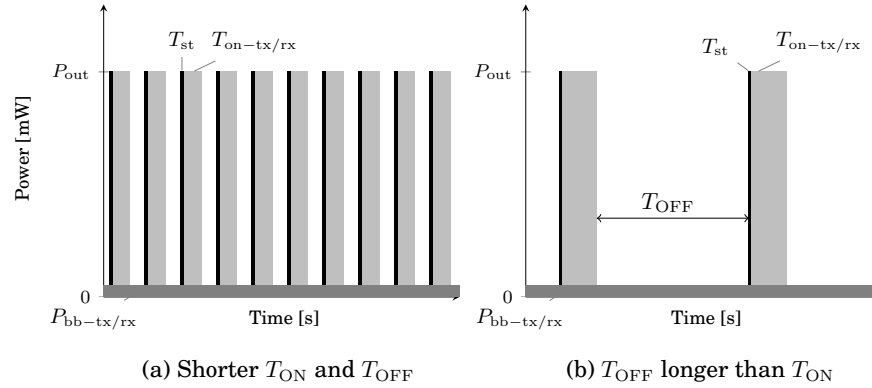 T_st T_on−tx/rx
P_out
Power [mW]
0
P_bb−tx/rx
Time [s]
(a) Shorter T_ON and T_OFF
T_st T_on−tx/rx
P_out
T_OFF
0
P_bb−tx/rx
Time [s]
(b) T_OFF longer than T_ON